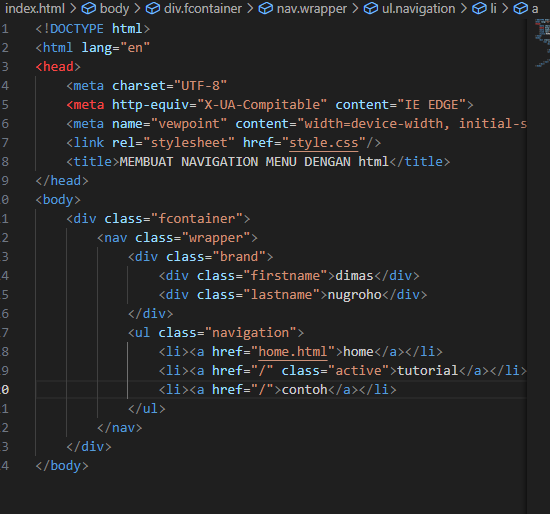 index.html > body > div.fcontainer > nav.wrapper > ul.navigation > li > a
1 <!DOCTYPE html>
2 <html lang="en"
3 <head>
4 <meta charset="UTF-8"
5 <meta http-equiv="X-UA-Compitable" content="IE EDGE">
6 <meta name="vewpoint" content="width=device-width, initial-s
7 <link rel="stylesheet" href="style.css"/>
8 <title>MEMBUAT NAVIGATION MENU DENGAN html</title>
9 </head>
0 <body>
1 <div class="fcontainer">
2 <nav class="wrapper">
3 <div class="brand">
4 <div class="firstname">dimas</div>
5 <div class="lastname">nugroho</div>
6 </div>
7 <ul class="navigation">
8 <li><a href="home.html">home</a></li>
9 <li><a href="/" class="active">tutorial</a></li>
0 <li><a href="/">contoh</a></li>
1 </ul>
2 </nav>
3 </div>
4 </body>